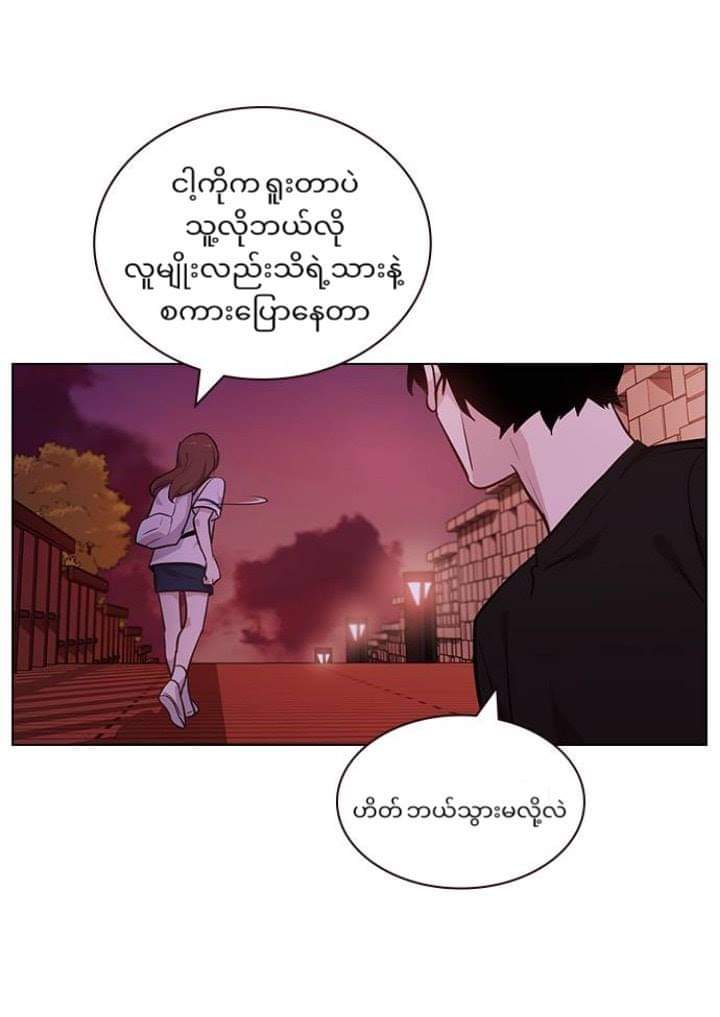 ငါ့ကိုက ရူးတာပဲ
သူ့လိုဘယ်လို
လူမျိုးလည်းသိရဲ့သားနဲ့
စကားပြောနေတာ
ဟိတ် ဘယ်သွားမလို့လဲ